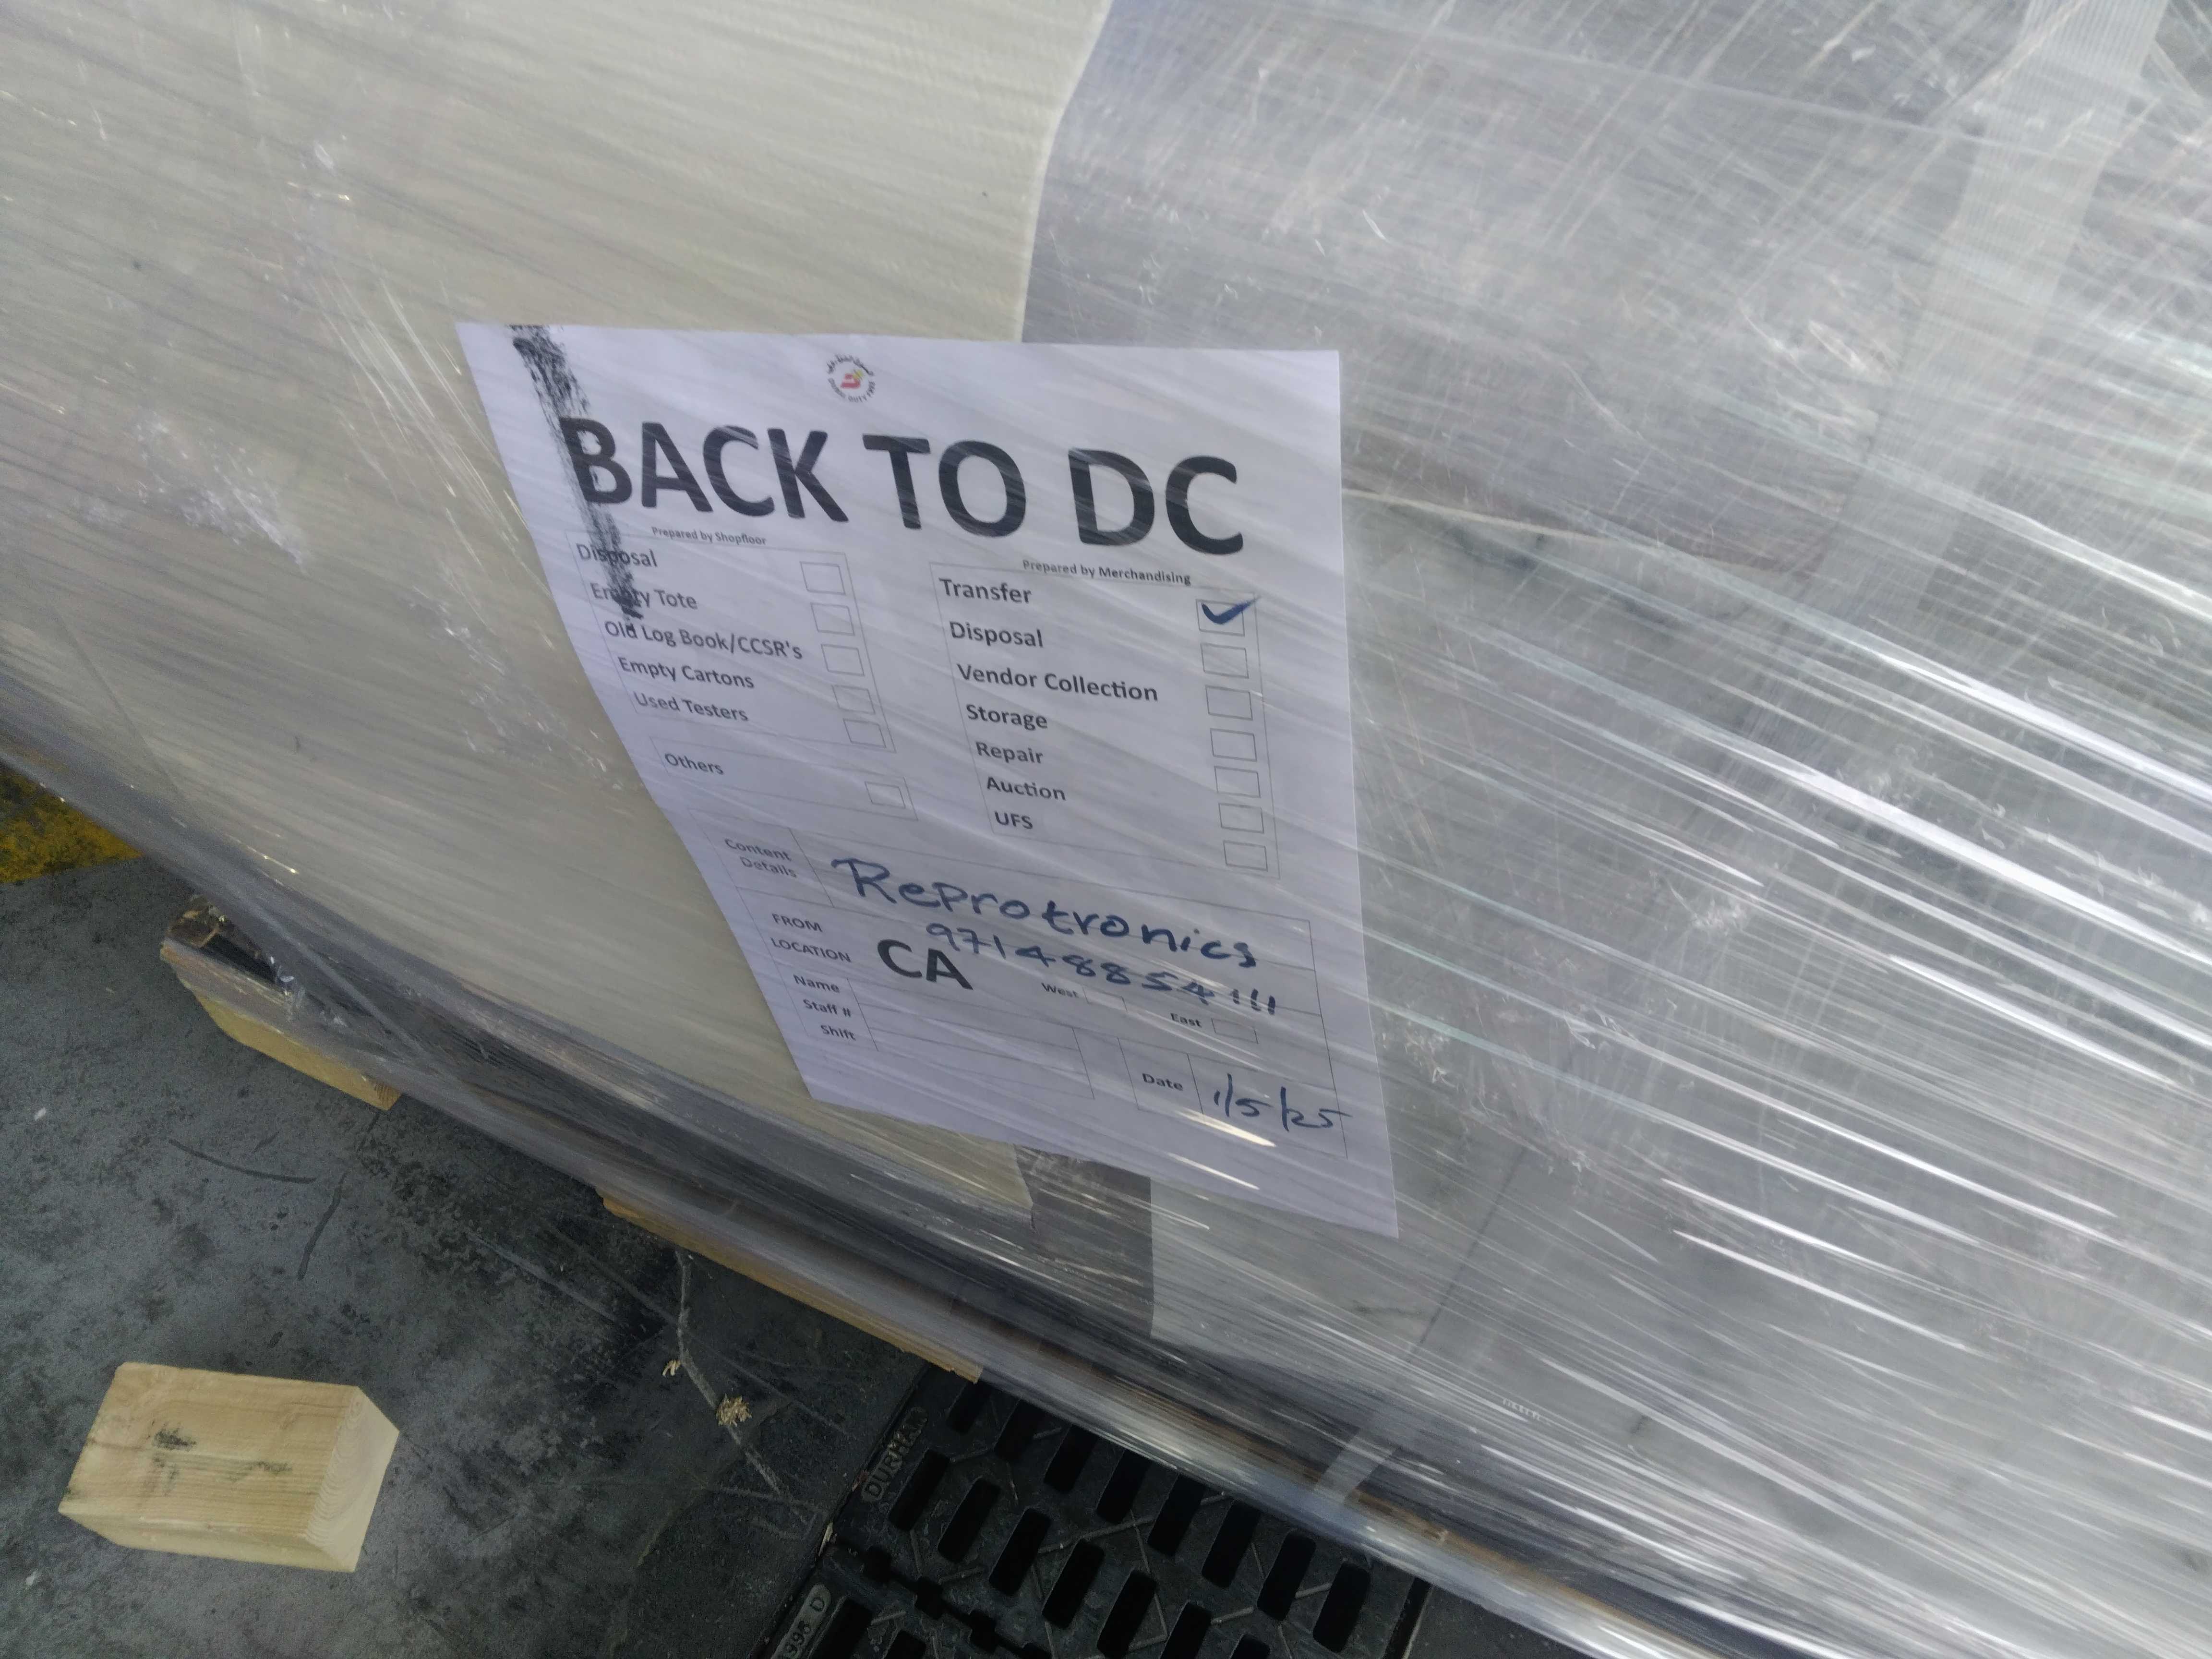 BACK TO DC
Prepared by Shopfloor
Disposal
Empty Tote
Old Log Book/CCSR's
Empty Cartons
Used Testers
Others
Prepared by Merchandising
Transfer
Disposal
Vendor Collection
Storage
Repair
Auction
UFS
Content Details
Reprotronics
97148854111
FROM LOCATION
CA
West
East
Name
Staff #
Shift
Date
1/5/25
DURHAM